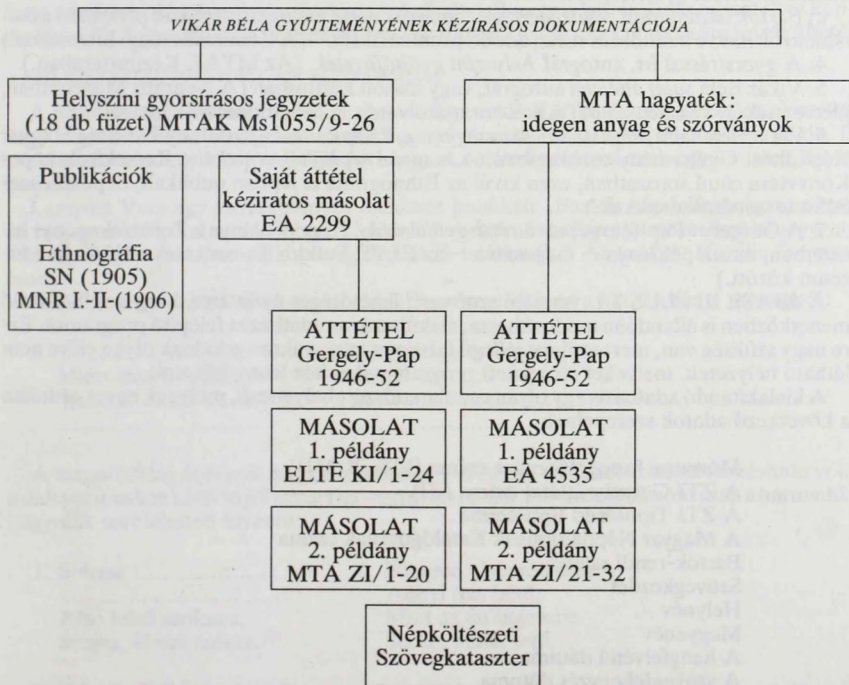 VIKÁR BÉLA GYŰJTEMÉNYÉNEK KÉZÍRÁSOS DOKUMENTÁCIÓJA
Helyszíni gyorsírásos jegyzetek
(18 db füzet) MTAK Ms1055/9-26
MTA hagyaték:
idegen anyag és szórványok
Publikációk
Ethnográfia
SN (1905)
MNR I.-II-(1906)
Saját áttétel
kéziratos másolat
EA 2299
ÁTTÉTEL
Gergely-Pap
1946-52
ÁTTÉTEL
Gergely-Pap
1946-52
MÁSOLAT
1. példány
ELTE KI/1-24
MÁSOLAT
1. példány
EA 4535
MÁSOLAT
2. példány
MTA ZI/1-20
MÁSOLAT
2. példány
MTA ZI/21-32
Népköltészeti
Szövegkataszter